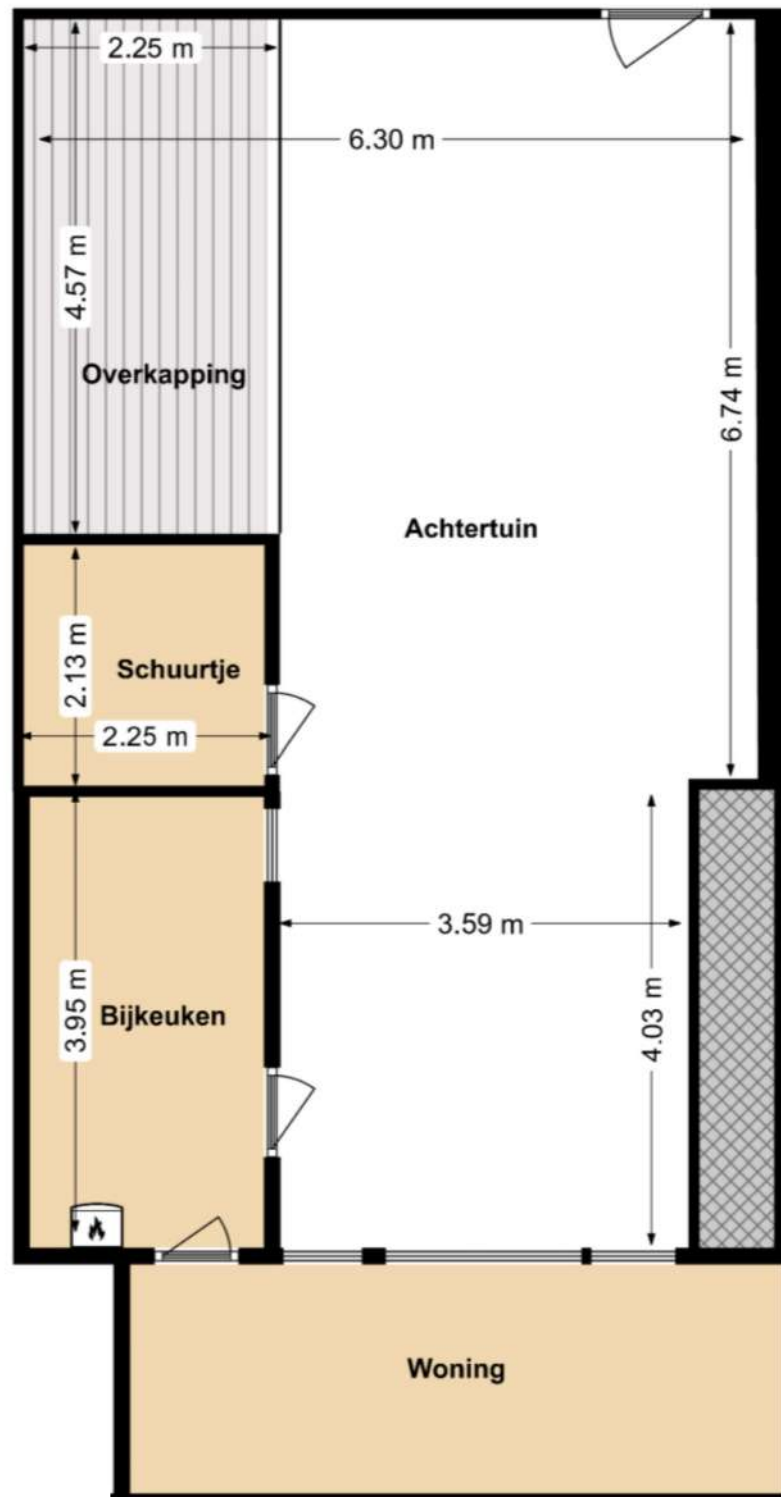 2.25 m
6.30 m
4.57 m
Overkapping
6.74 m
Achtertuin
2.13 m
Schuurtje
2.25 m
3.59 m
3.95 m
Bijkeuken
4.03 m
Woning